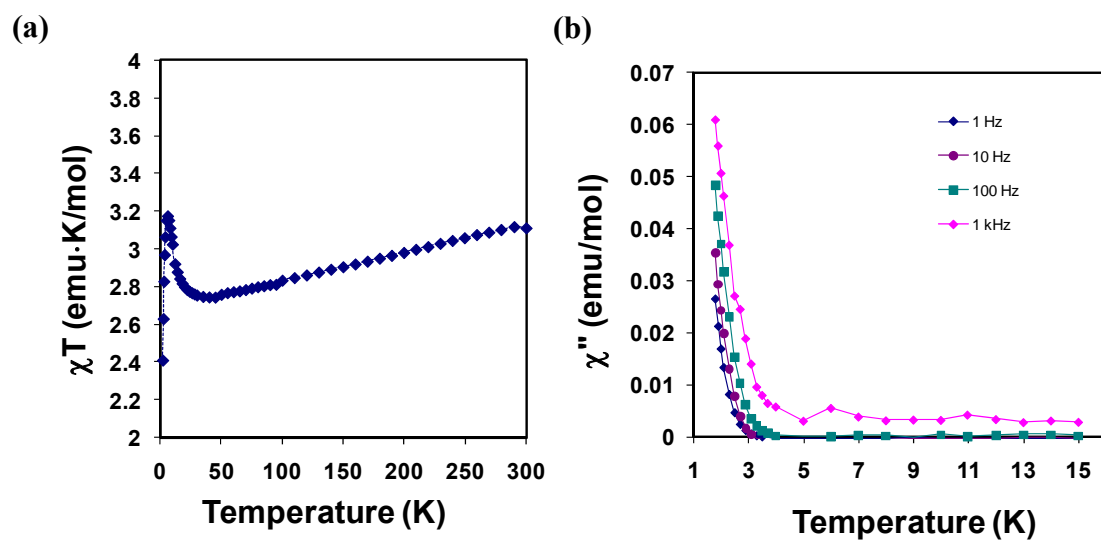 (a)
χT (emu·K/mol)
4
3.8
3.6
3.4
3.2
3
2.8
2.6
2.4
2.2
2
0 50 100 150 200 250 300
Temperature (K)
(b)
χ" (emu/mol)
0.07
0.06
0.05
0.04
0.03
0.02
0.01
0
1 Hz
10 Hz
100 Hz
1 kHz
1 3 5 7 9 11 13 15
Temperature (K)